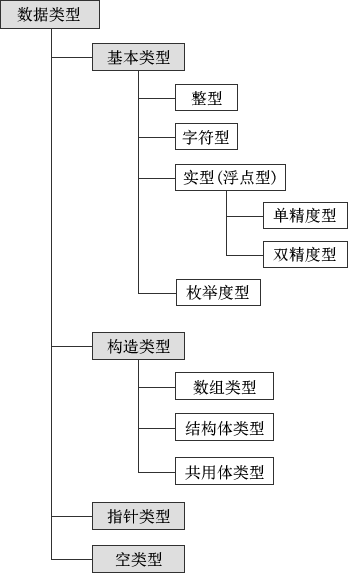 数据类型
基本类型
整型
字符型
实型(浮点型)
单精度型
双精度型
枚举度型
构造类型
数组类型
结构体类型
共用体类型
指针类型
空类型